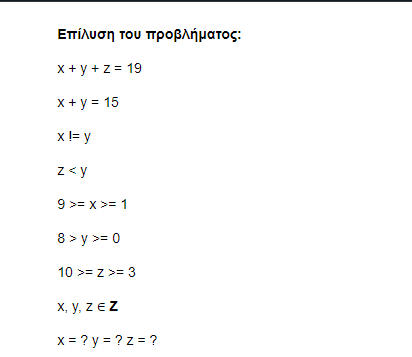 Επίλυση του προβλήματος:
x + y + z = 19
x + y = 15
x != y
z < y
9 >= x >= 1
8 > y >= 0
10 >= z >= 3
x, y, z ∈ Z
x = ? y = ? z = ?